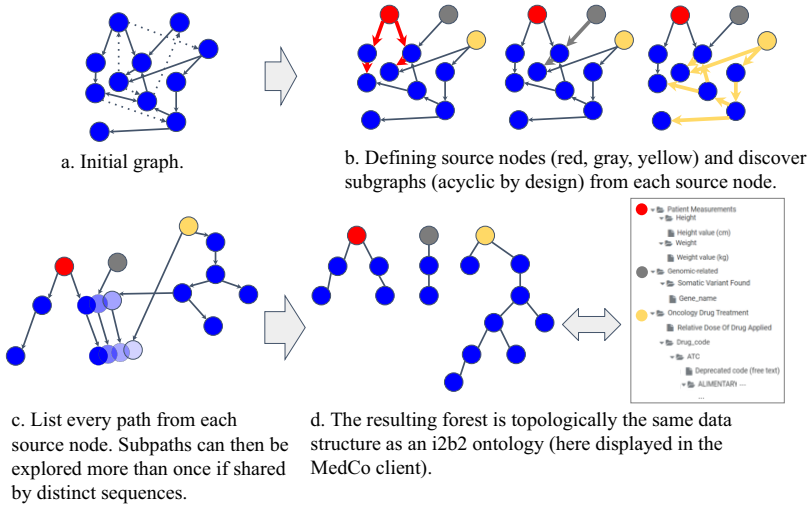 a. Initial graph.
b. Defining source nodes (red, gray, yellow) and discover
subgraphs (acyclic by design) from each source node.
Patient Measurements
Height
Height value (cm)
Weight
Weight value (kg)
Genomic-related
Somatic Variant Found
Gene_name
Oncology Drug Treatment
Relative Dose Of Drug Applied
Drug_code
ATC
Deprecated code (free text)
ALIMENTARY ...
...
c. List every path from each
source node. Subpaths can then be
explored more than once if shared
by distinct sequences.
d. The resulting forest is topologically the same data
structure as an i2b2 ontology (here displayed in the
MedCo client).